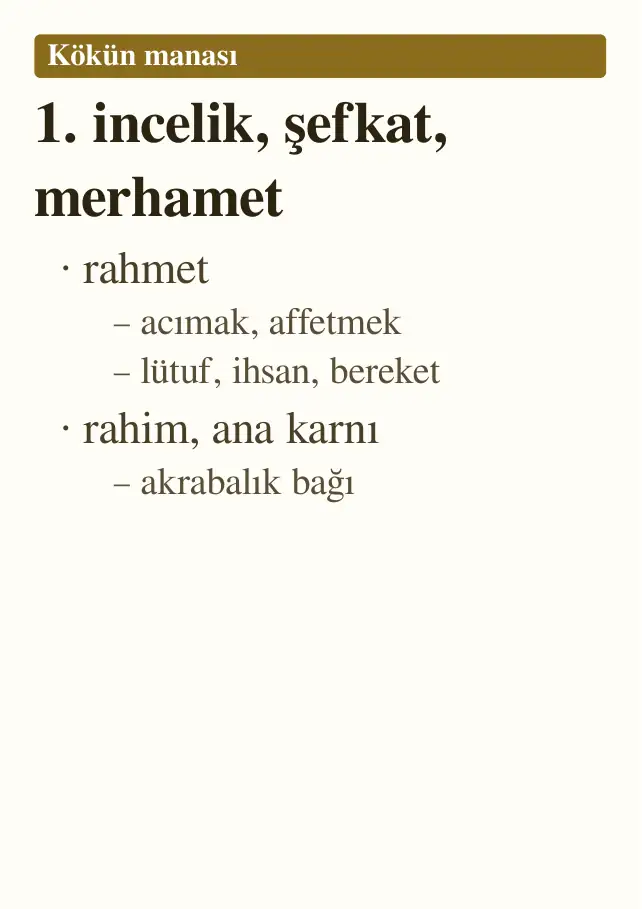 Kökün manası
1. incelik, şefkat,
merhamet
· rahmet
– acımak, affetmek
– lütuf, ihsan, bereket
· rahim, ana karnı
– akrabalık bağı